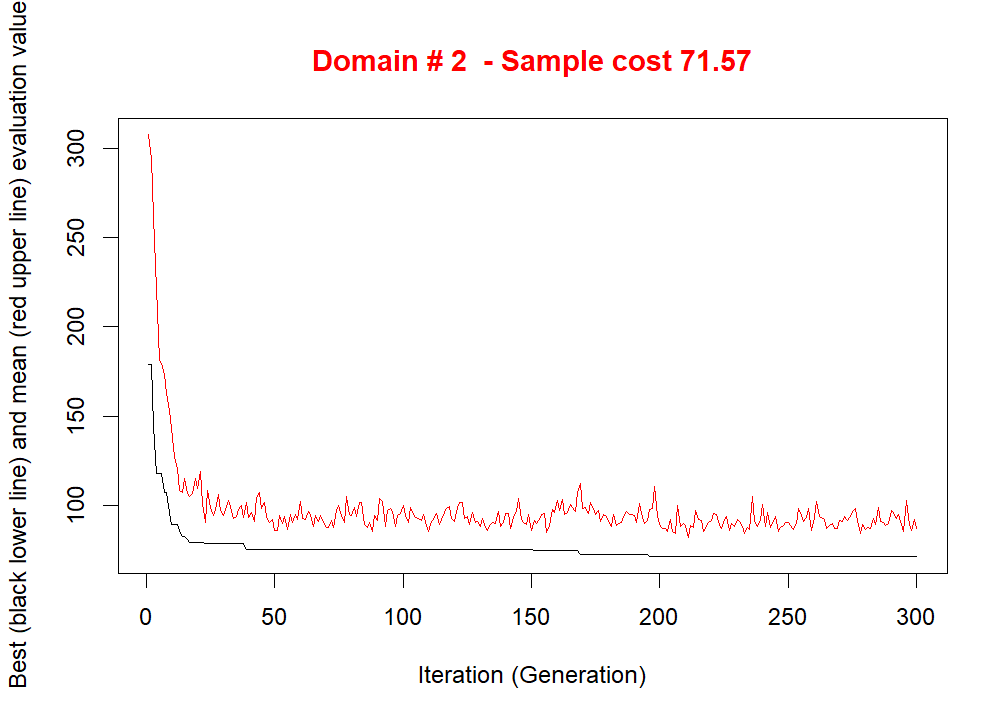 Domain # 2  - Sample cost 71.57
Best (black lower line) and mean (red upper line) evaluation value
300
250
200
150
100
0 50 100 150 200 250 300
Iteration (Generation)